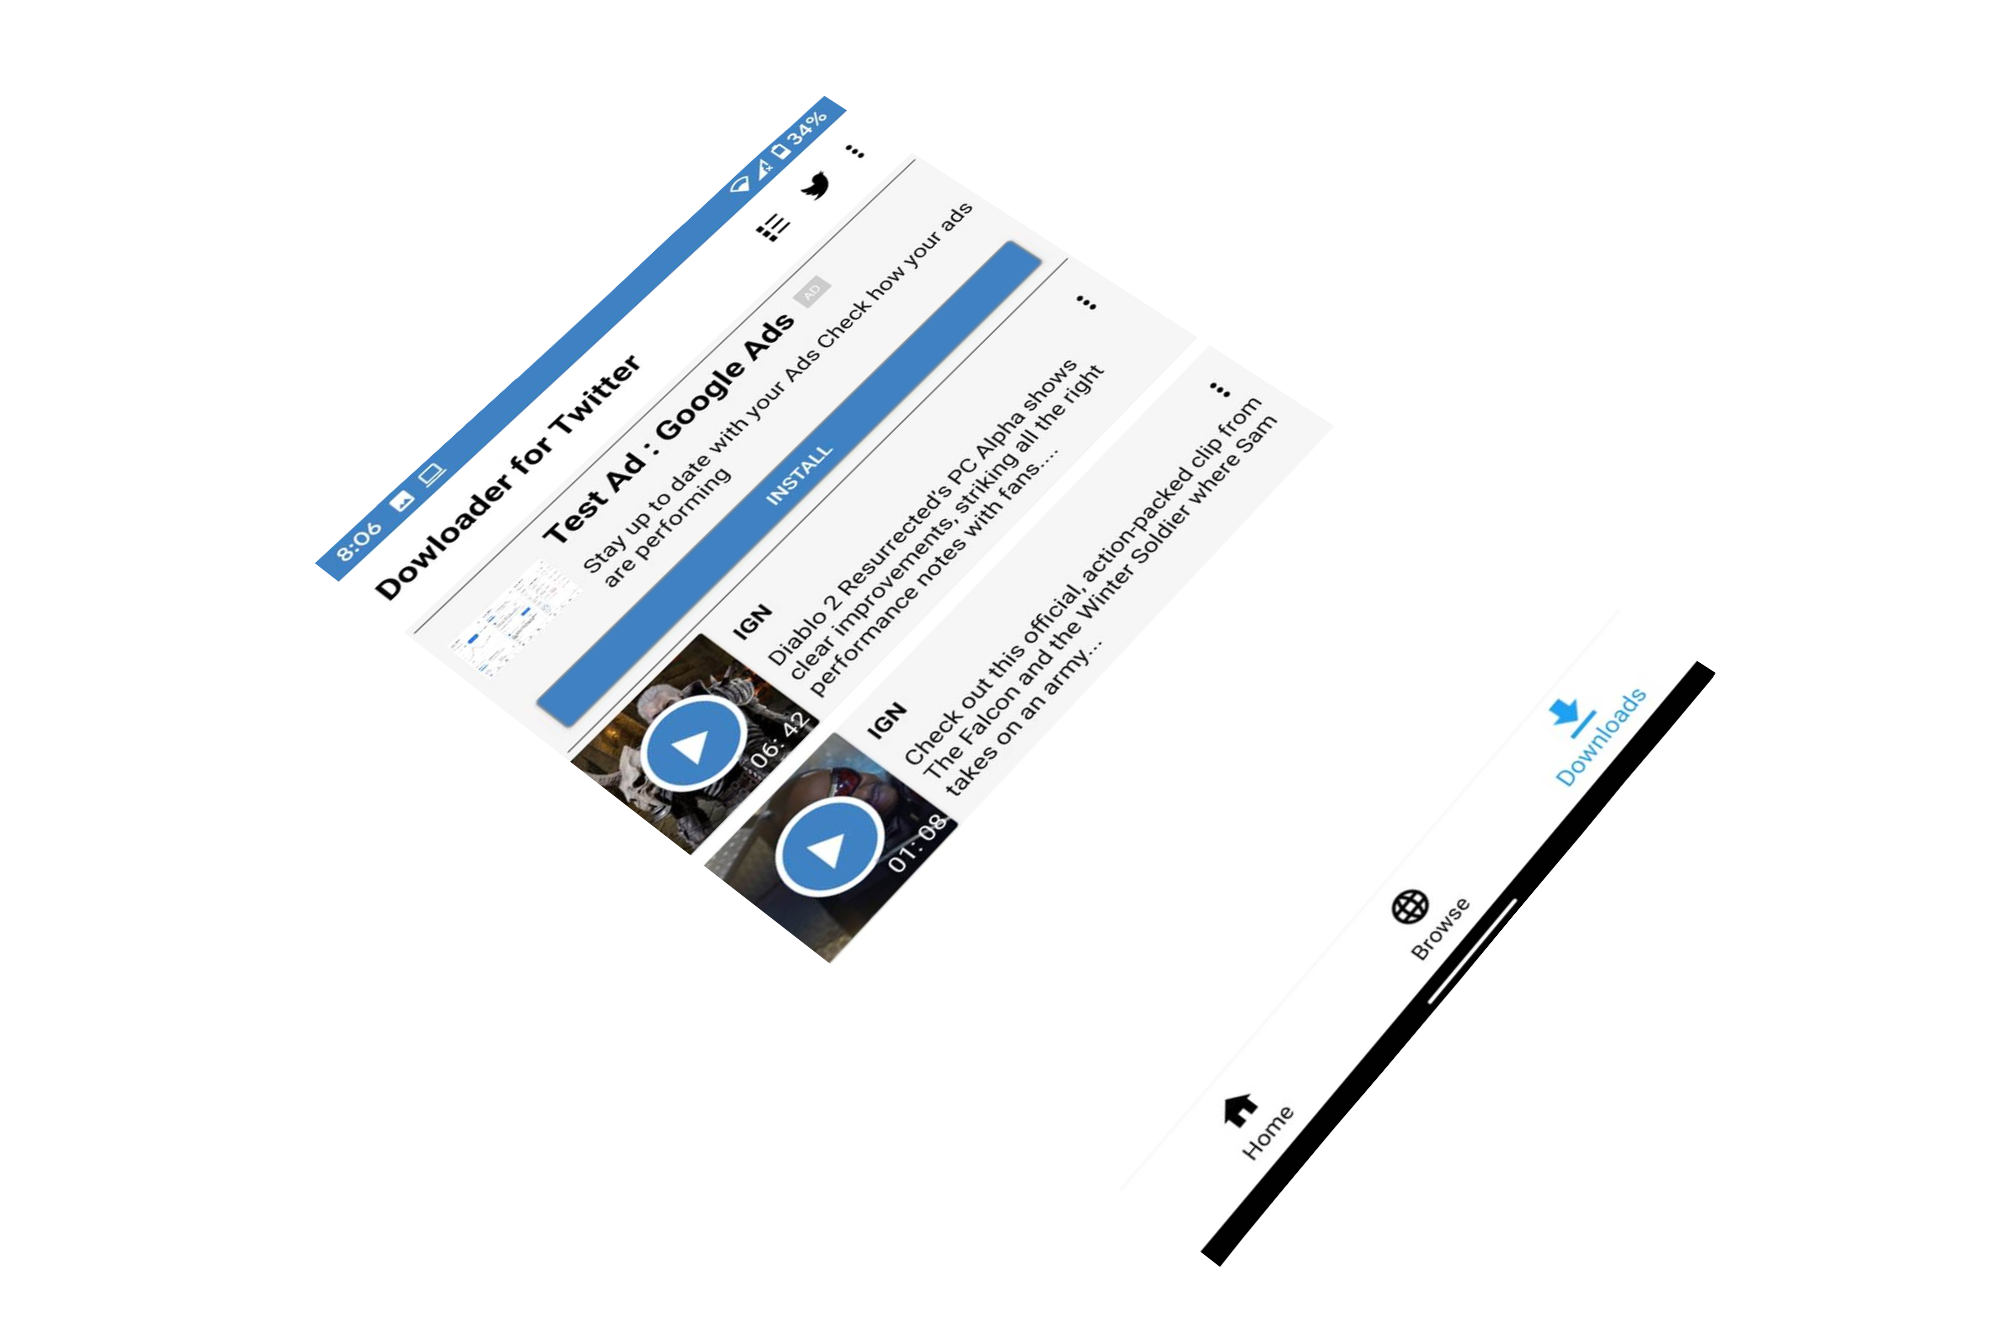 8:06
34%
Dowloader for Twitter
Test Ad : Google Ads
AD
Stay up to date with your Ads Check how your ads
are performing
INSTALL
IGN
Diablo 2 Resurrected's PC Alpha shows
clear improvements, striking all the right
performance notes with fans....
06: 42
IGN
Check out this official, action-packed clip from
The Falcon and the Winter Soldier where Sam
takes on an army...
01: 08
Home
Browse
Downloads